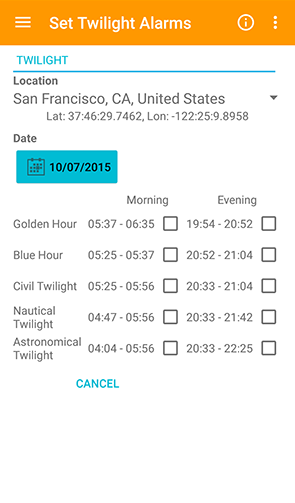 Set Twilight Alarms
TWILIGHT
Location
San Francisco, CA, United States
Lat: 37:46:29.7462, Lon: -122:25:9.8958
Date
10/07/2015
Morning Evening
Golden Hour 05:37 - 06:35 19:54 - 20:52
Blue Hour 05:25 - 05:37 20:52 - 21:04
Civil Twilight 05:25 - 05:56 20:33 - 21:04
Nautical
Twilight 04:47 - 05:56 20:33 - 21:42
Astronomical
Twilight 04:04 - 05:56 20:33 - 22:25
CANCEL